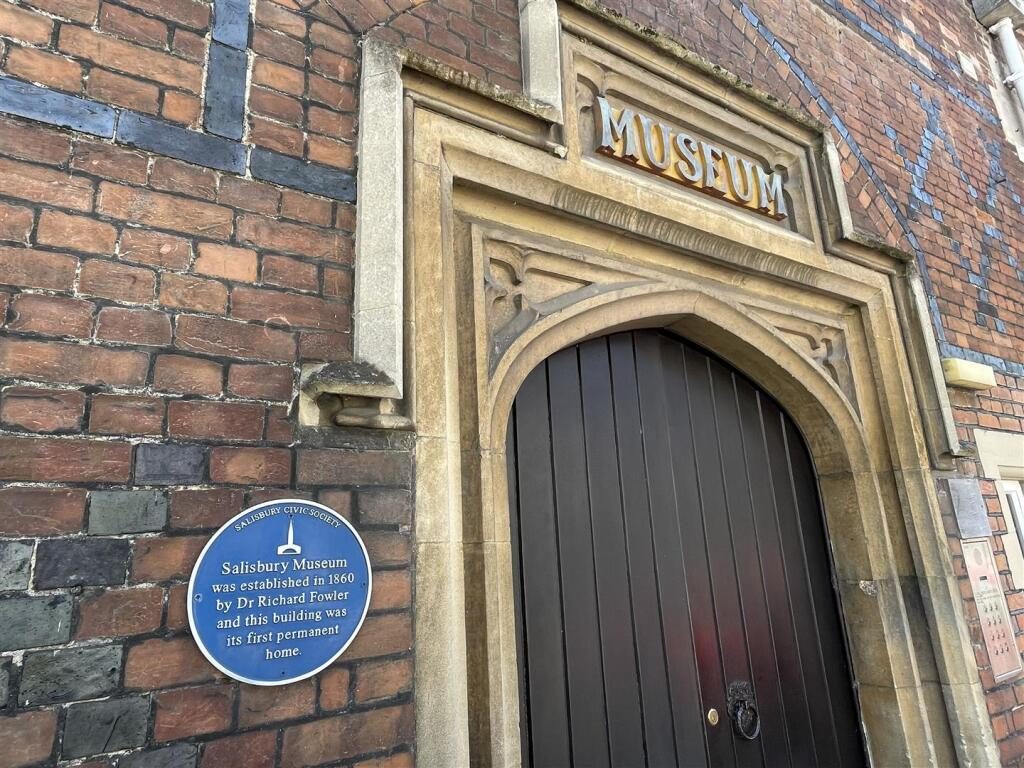 MUSEUM
SALISBURY CIVIC SOCIETY
Salisbury Museum
was established in 1860
by Dr Richard Fowler
and this building was
its first permanent
home.